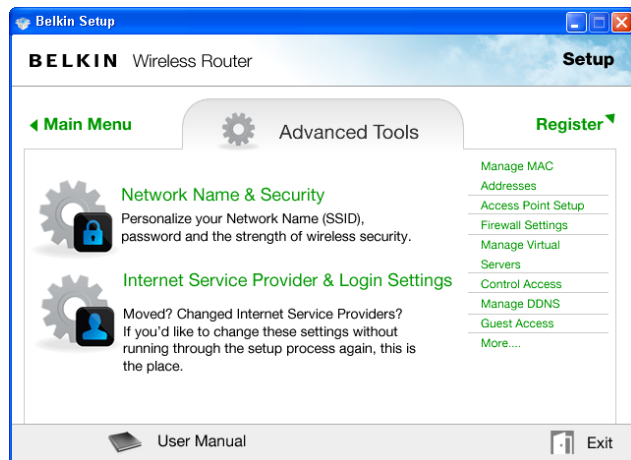 Belkin Setup
BELKIN Wireless Router
Setup
Main Menu
Advanced Tools
Register
Network Name & Security
Personalize your Network Name (SSID),
password and the strength of wireless security.
Internet Service Provider & Login Settings
Moved? Changed Internet Service Providers?
If you'd like to change these settings without
running through the setup process again, this is
the place.
Manage MAC
Addresses
Access Point Setup
Firewall Settings
Manage Virtual
Servers
Control Access
Manage DDNS
Guest Access
More....
User Manual
Exit